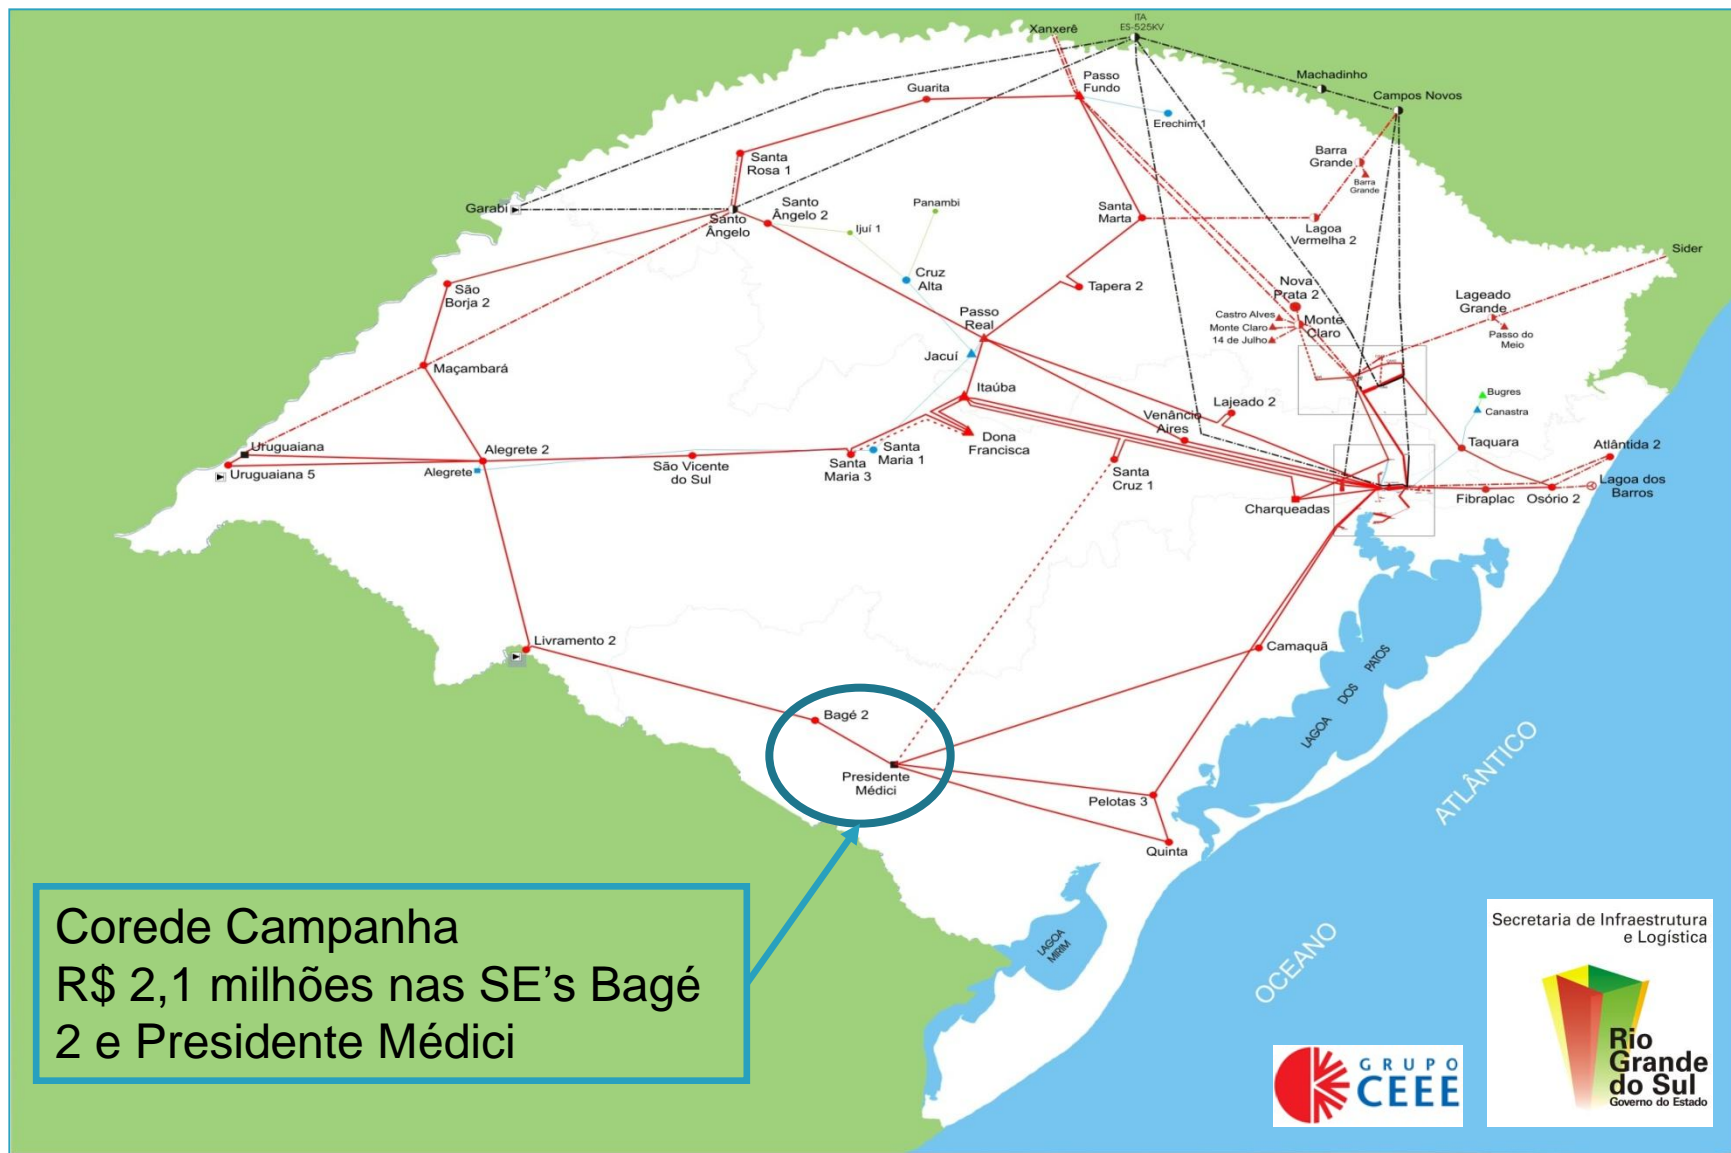 ITA
ES-525KV
Xanxerê
Machadinho
Passo
Fundo
Guarita
Campos Novos
Erechim 1
Barra
Grande
Barra
Grande
Santa
Rosa 1
Garabi
Santo
Ângelo
Santo
Ângelo 2
Panambi
Ijuí 1
Santa
Marta
Lagoa
Vermelha 2
Sider
Cruz
Alta
São
Borja 2
Tapera 2
Nova
Prata 2
Lageado
Grande
Castro Alves
Monte Claro
14 de Julho
Monte
Claro
Passo do
Meio
Passo
Real
Jacuí
Maçambará
Itaúba
Bugres
Canastra
Lajeado 2
Venâncio
Aires
Dona
Francisca
Taquara
Atlântida 2
Uruguaiana
Uruguaiana 5
Alegrete 2
Alegrete
São Vicente
do Sul
Santa
Maria 3
Santa
Maria 1
Santa
Cruz 1
Charqueadas
Fibraplac
Osório 2
Lagoa dos
Barros
Livramento 2
Camaquã
LAGOA DOS PATOS
Bagé 2
Presidente
Médici
Pelotas 3
Quinta
OCEANO ATLÂNTICO
LAGOA
MIRIM
Corede Campanha
R$ 2,1 milhões nas SE’s Bagé
2 e Presidente Médici
GRUPO
CEEE
Secretaria de Infraestrutura
e Logística
Rio
Grande
do Sul
Governo do Estado